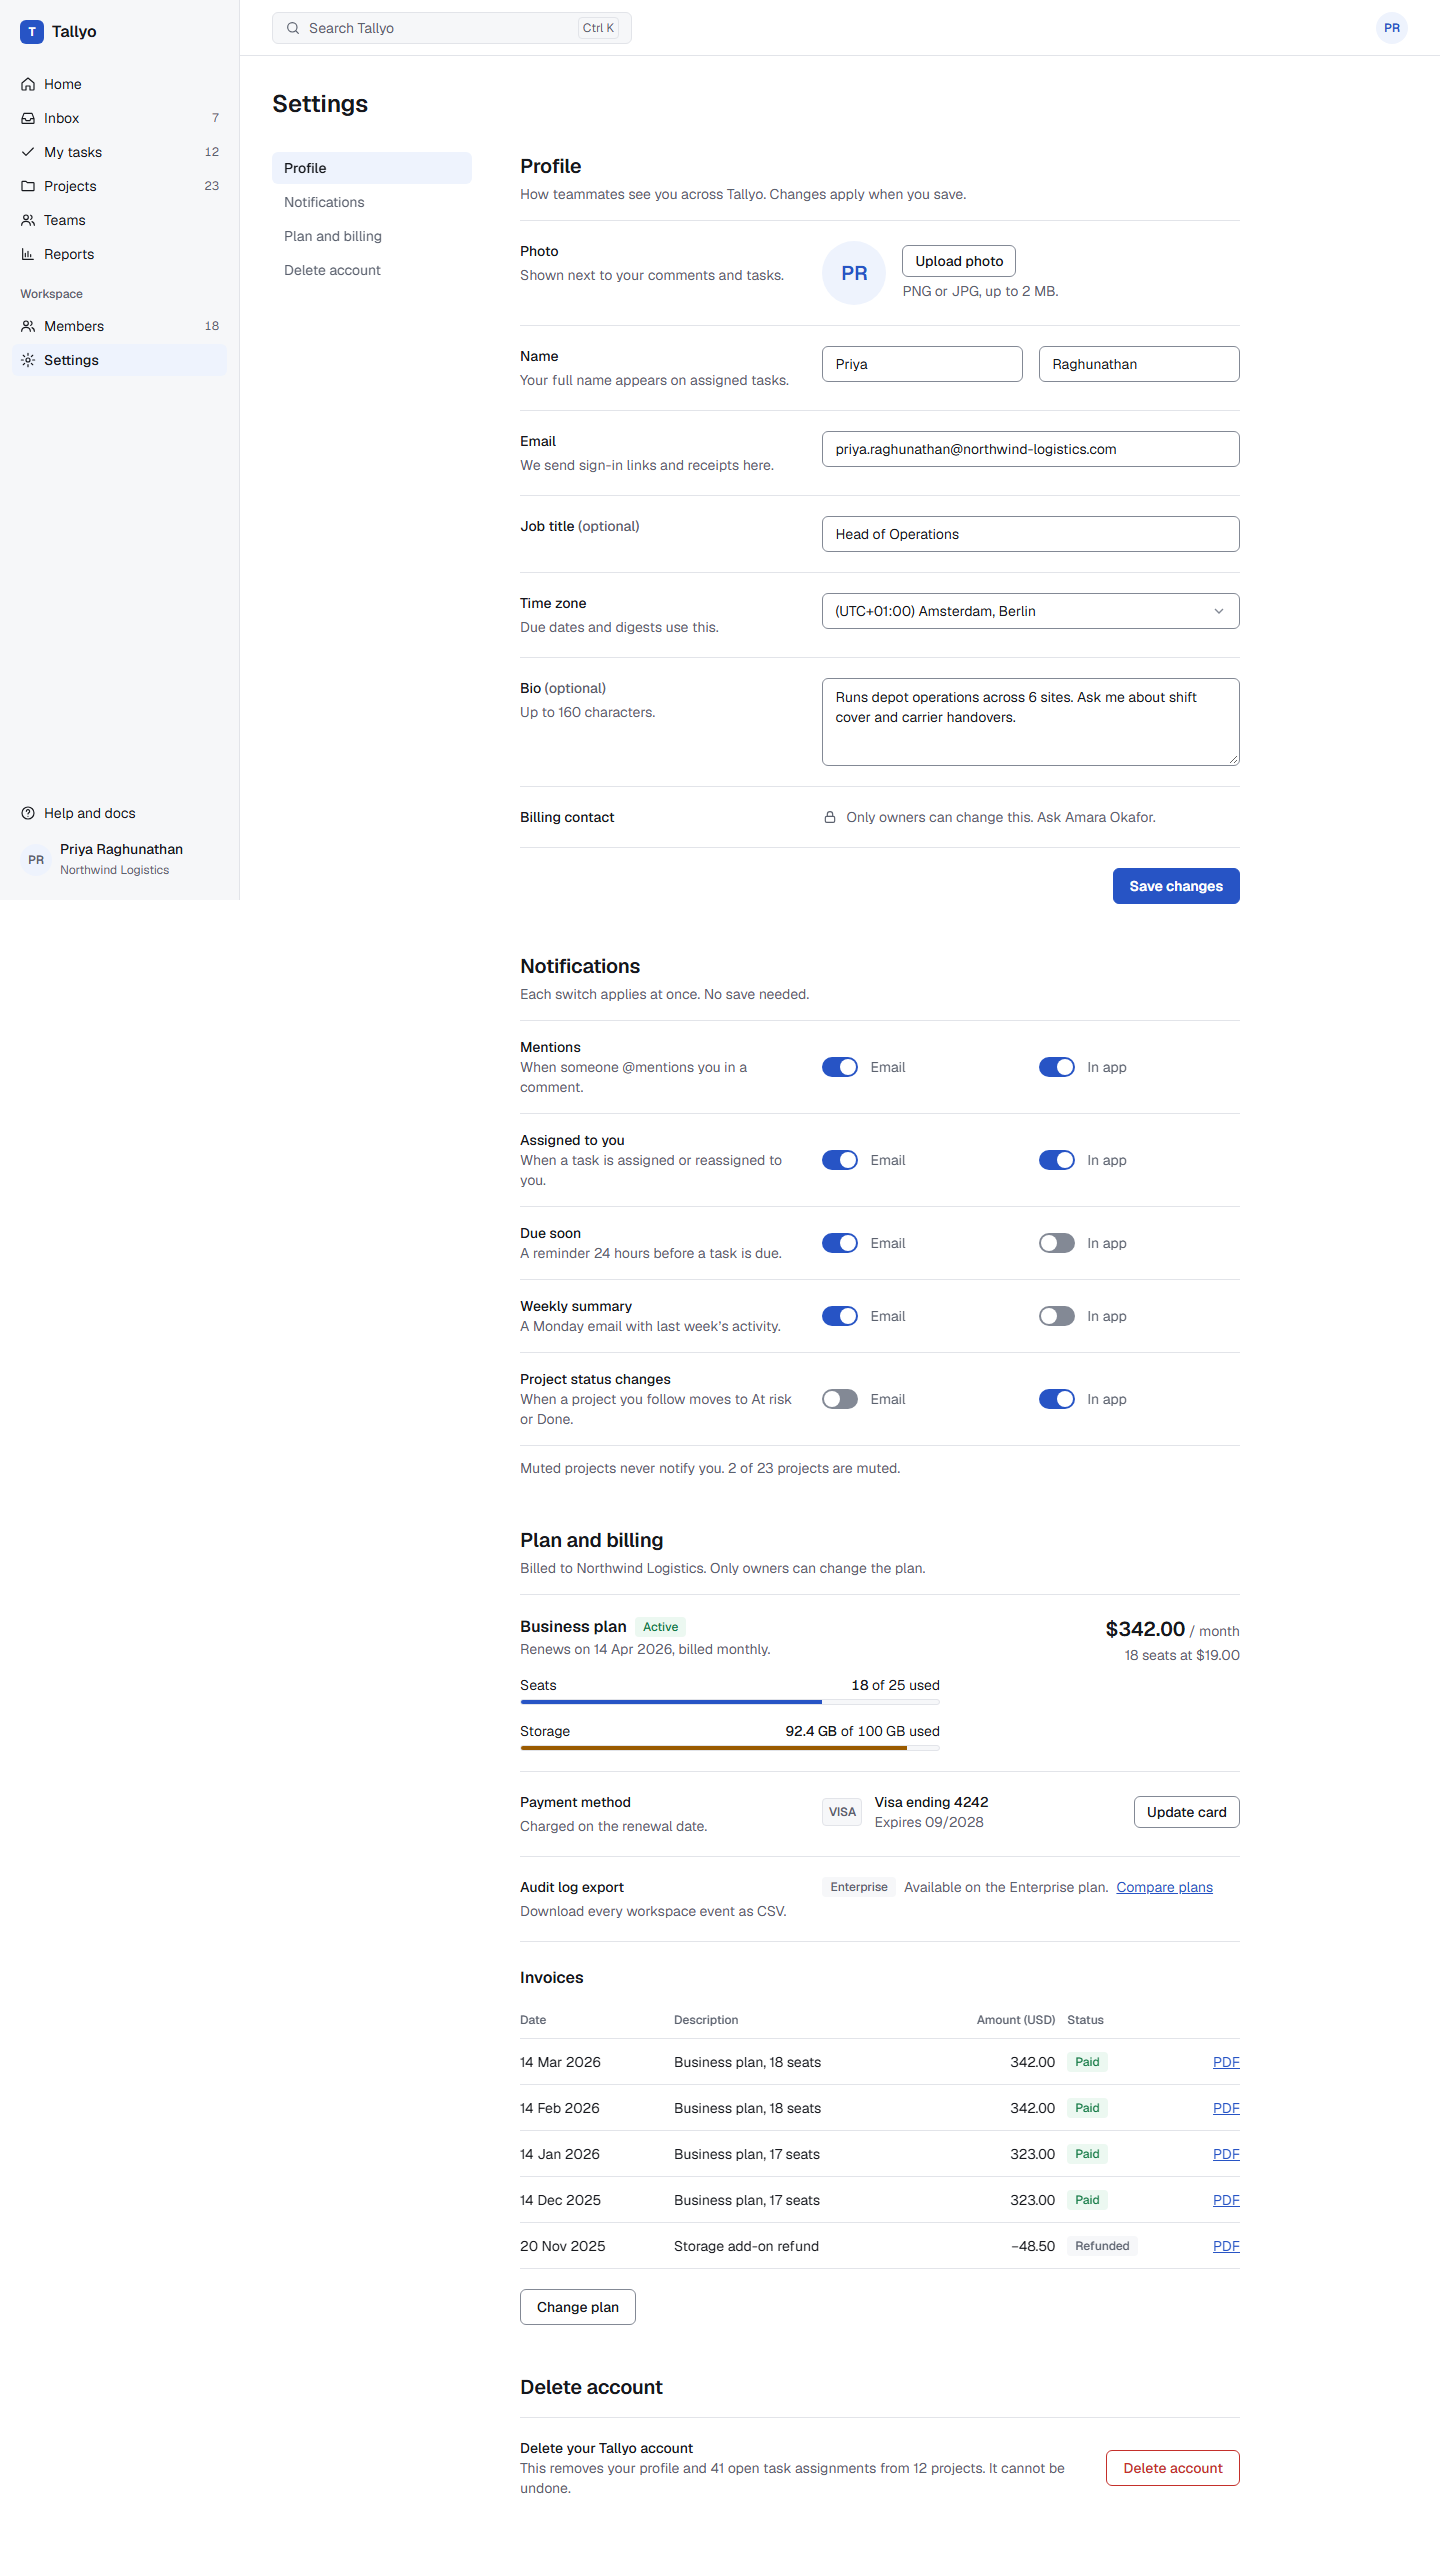 T Tallyo
Home
Inbox 7
My tasks 12
Projects 23
Teams
Reports
Workspace
Members 18
Settings
Help and docs
PR
Priya Raghunathan
Northwind Logistics
Search Tallyo Ctrl K
PR
Settings
Profile
Notifications
Plan and billing
Delete account
Profile
How teammates see you across Tallyo. Changes apply when you save.
Photo
Shown next to your comments and tasks.
PR
Upload photo
PNG or JPG, up to 2 MB.
Name
Your full name appears on assigned tasks.
Priya
Raghunathan
Email
We send sign-in links and receipts here.
priya.raghunathan@northwind-logistics.com
Job title (optional)
Head of Operations
Time zone
Due dates and digests use this.
(UTC+01:00) Amsterdam, Berlin
Bio (optional)
Up to 160 characters.
Runs depot operations across 6 sites. Ask me about shift
cover and carrier handovers.
Billing contact
Only owners can change this. Ask Amara Okafor.
Save changes
Notifications
Each switch applies at once. No save needed.
Mentions
When someone @mentions you in a
comment.
Email
In app
Assigned to you
When a task is assigned or reassigned to
you.
Email
In app
Due soon
A reminder 24 hours before a task is due.
Email
In app
Weekly summary
A Monday email with last week's activity.
Email
In app
Project status changes
When a project you follow moves to At risk
or Done.
Email
In app
Muted projects never notify you. 2 of 23 projects are muted.
Plan and billing
Billed to Northwind Logistics. Only owners can change the plan.
Business plan Active
Renews on 14 Apr 2026, billed monthly.
$342.00 / month
18 seats at $19.00
Seats 18 of 25 used
Storage 92.4 GB of 100 GB used
Payment method
Charged on the renewal date.
VISA
Visa ending 4242
Expires 09/2028
Update card
Audit log export
Download every workspace event as CSV.
Enterprise Available on the Enterprise plan. Compare plans
Invoices
Date Description Amount (USD) Status
14 Mar 2026 Business plan, 18 seats 342.00 Paid PDF
14 Feb 2026 Business plan, 18 seats 342.00 Paid PDF
14 Jan 2026 Business plan, 17 seats 323.00 Paid PDF
14 Dec 2025 Business plan, 17 seats 323.00 Paid PDF
20 Nov 2025 Storage add-on refund −48.50 Refunded PDF
Change plan
Delete account
Delete your Tallyo account
This removes your profile and 41 open task assignments from 12 projects. It cannot be
undone.
Delete account